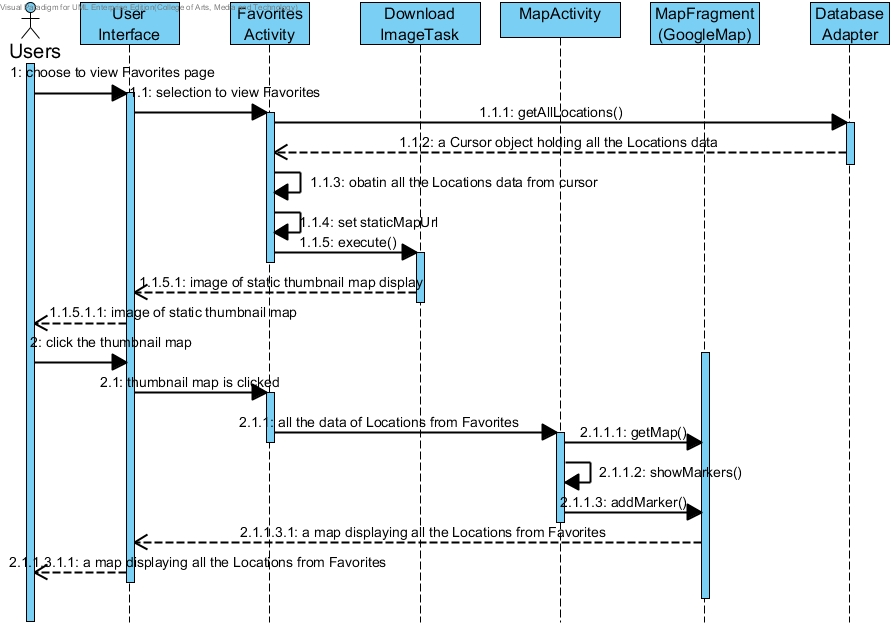 Visual Paradigm for UML Enterprise Edition(College of Arts, Media and Technology)
Users
User
Interface
Favorites
Activity
Download
ImageTask
MapActivity
MapFragment
(GoogleMap)
Database
Adapter
1: choose to view Favorites page
1.1: selection to view Favorites
1.1.1: getAllLocations()
1.1.2: a Cursor object holding all the Locations data
1.1.3: obatin all the Locations data from cursor
1.1.4: set staticMapUrl
1.1.5: execute()
1.1.5.1: image of static thumbnail map display
1.1.5.1.1: image of static thumbnail map
2: click the thumbnail map
2.1: thumbnail map is clicked
2.1.1: all the data of Locations from Favorites
2.1.1.1: getMap()
2.1.1.2: showMarkers()
2.1.1.3: addMarker()
2.1.1.3.1: a map displaying all the Locations from Favorites
2.1.1.3.1.1: a map displaying all the Locations from Favorites